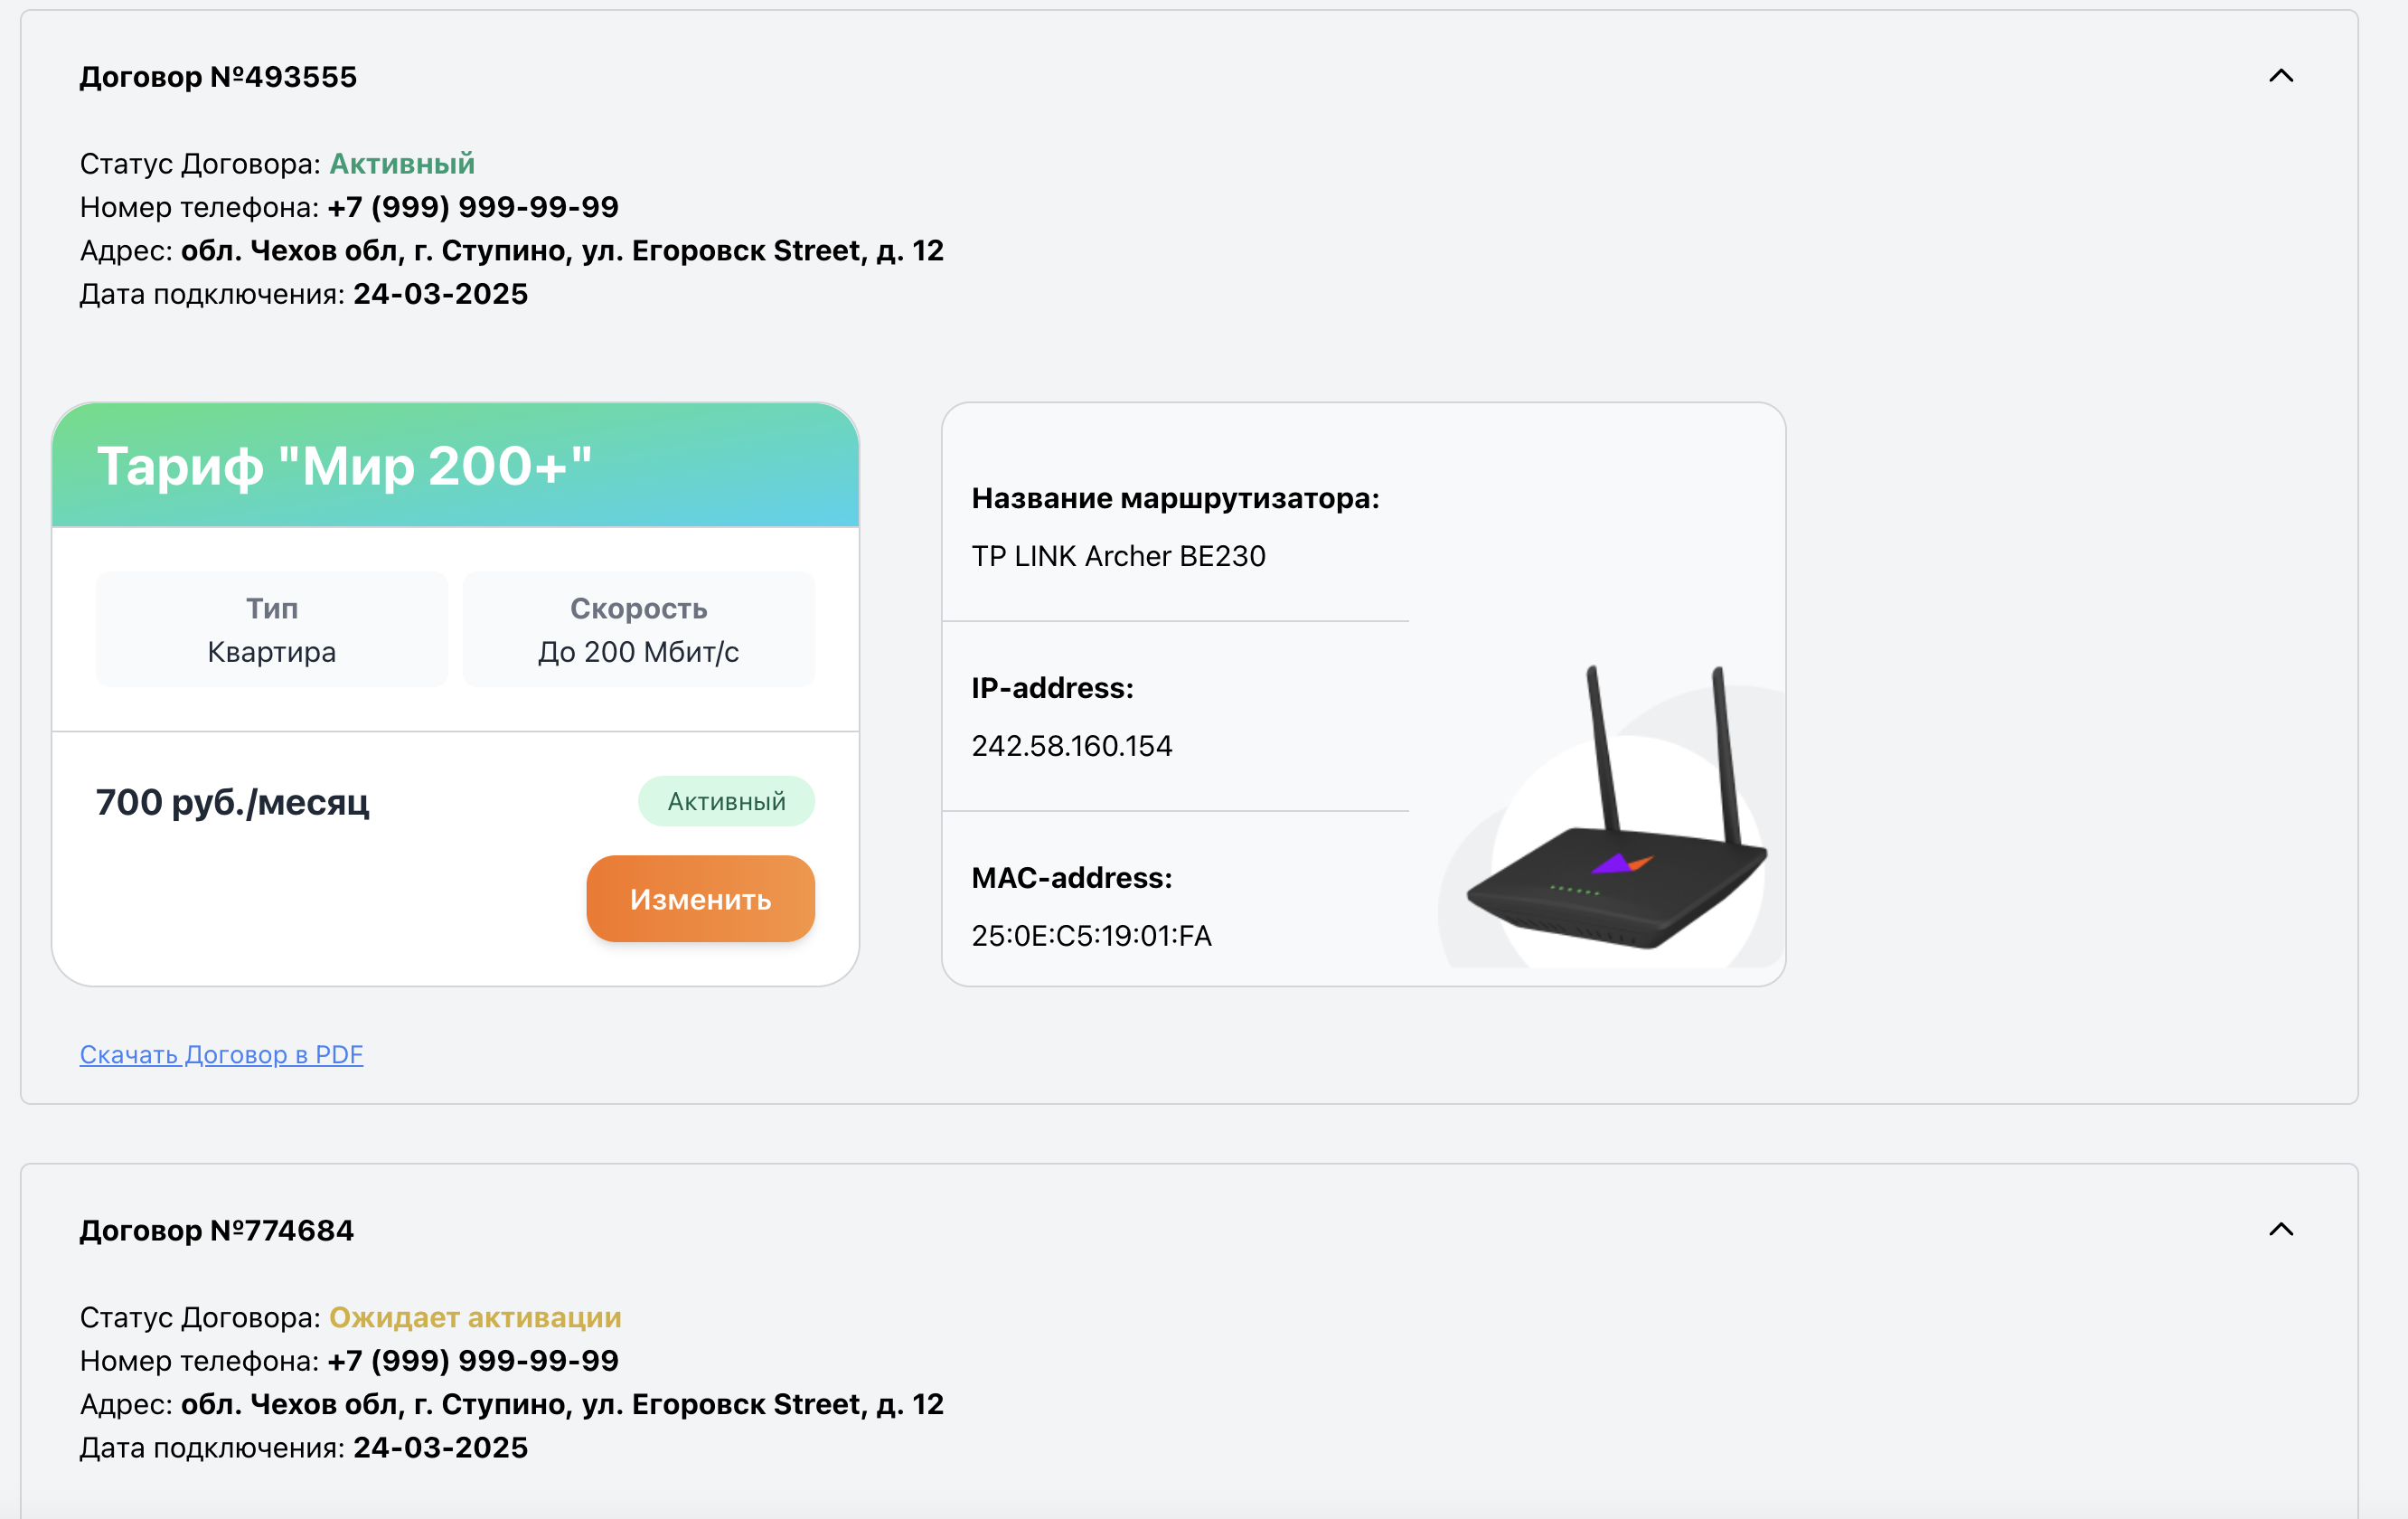 Договор №493555
Статус Договора: Активный
Номер телефона: +7 (999) 999-99-99
Адрес: обл. Чехов обл, г. Ступино, ул. Егоровск Street, д. 12
Дата подключения: 24-03-2025
Тариф "Мир 200+"
Тип
Квартира
Скорость
До 200 Мбит/с
700 руб./месяц
Активный
Изменить
Название маршрутизатора:
TP LINK Archer BE230
IP-address:
242.58.160.154
MAC-address:
25:0E:C5:19:01:FA
Скачать Договор в PDF
Договор №774684
Статус Договора: Ожидает активации
Номер телефона: +7 (999) 999-99-99
Адрес: обл. Чехов обл, г. Ступино, ул. Егоровск Street, д. 12
Дата подключения: 24-03-2025